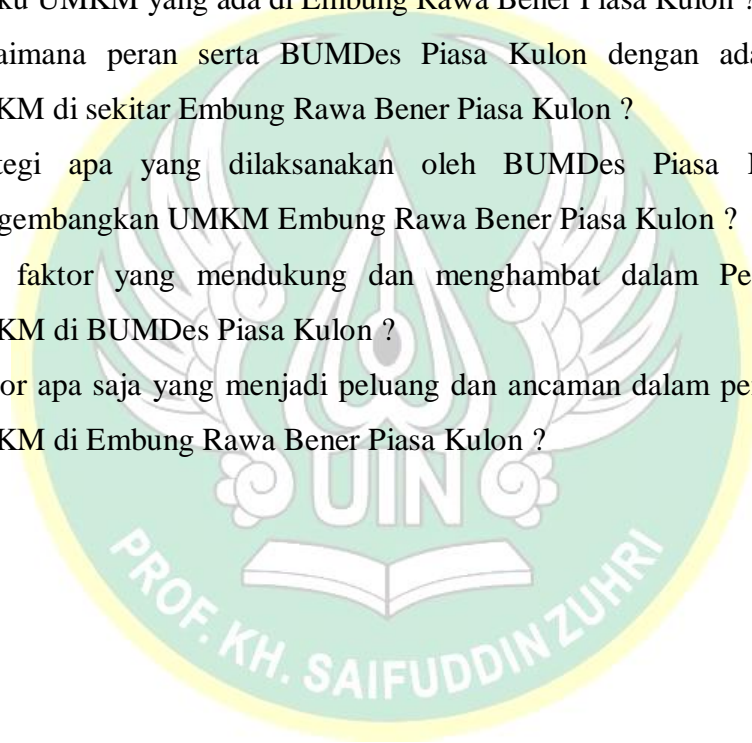 ku UMKM yang ada di Embung Rawa Bener Piasa Kulon ?
aimana peran serta BUMDes Piasa Kulon dengan ada
KM di sekitar Embung Rawa Bener Piasa Kulon ?
tegi apa yang dilaksanakan oleh BUMDes Piasa
gembangkan UMKM Embung Rawa Bener Piasa Kulon ?
faktor yang mendukung dan menghambat dalam Pe
KM di BUMDes Piasa Kulon ?
or apa saja yang menjadi peluang dan ancaman dalam pe
KM di Embung Rawa Bener Piasa Kulon ?
UIN
PROF. KH. SAIFUDDIN ZUHRI